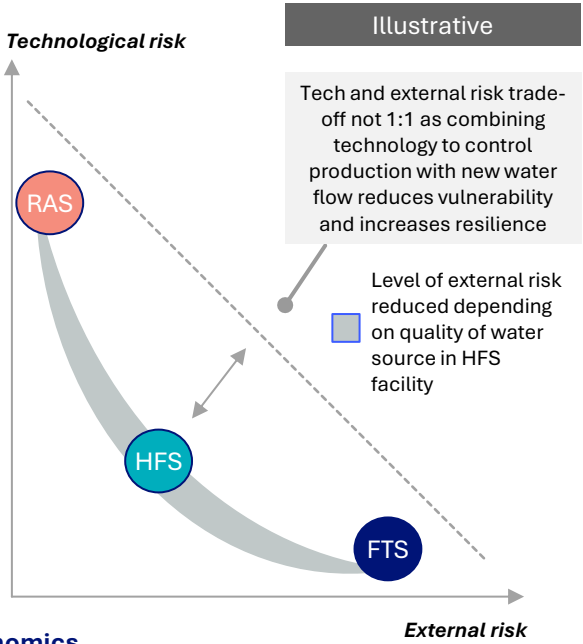 Illustrative
Technological risk
Tech and external risk trade-
off not 1:1 as combining
technology to control
production with new water
flow reduces vulnerability
and increases resilience
RAS
Level of external risk
reduced depending
on quality of water
source in HFS
facility
HFS
FTS
External risk